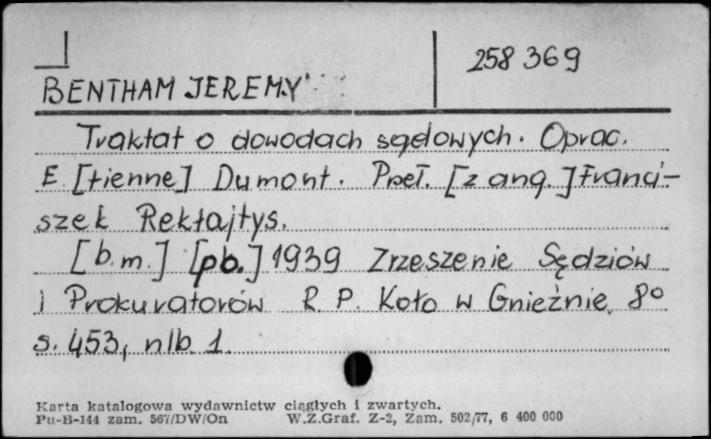 258 369
BENTHAM JEREMY
Traktat o dowodach sądowych. Oprac.
E [tienne] Dumont. Przeł. [z ang.] Franci-
szek Rektajtys.
[b.m.] [pb.] 1939 Zrzeszenie Sędziów
i Prokuratorów R P. Koło w Gnieźnie. 8°
s. 453, nlb 1.
Karta katalogowa wydawnictw ciągłych i zwartych.
Pu-B-144 zam. 567/DW/On W.Z.Graf. Z-2, Zam. 502/77, 6 400 000